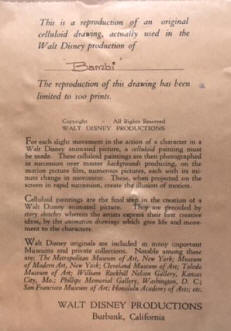 This is a reproduction of an original
celluloid drawing, actually used in the
Walt Disney production of
"Bambi"
The reproduction of this drawing has been
limited to 100 prints.
Copyright - All Rights Reserved
WALT DISNEY PRODUCTIONS
For each slight movement in the action of a character in a
Walt Disney animated picture, a celluloid painting must
be made. These celluloid paintings are then photographed
in succession over master background producing, on the
motion picture film, numerous pictures, each with its mi-
nute change in movement. These, when projected on the
screen in rapid succession, create the illusion of motion.
Celluloid paintings are the final step in the creation of a
Walt Disney animated picture. They are preceded by
story sketches wherein the artists express their first creative
ideas, by the animation drawings which give life and move-
ment to the characters.
Walt Disney originals are included in many important
Museums and private collections. Notable among these
are: The Metropolitan Museum of Art, New York; Museum
of Modern Art, New York; Cleveland Museum of Art; Toledo
Museum of Art; William Rockhill Nelson Gallery, Kansas
City, Mo.; Phillips Memorial Gallery, Washington, D. C.;
San Francisco Museum of Art; Honolulu Academy of Arts; etc.
WALT DISNEY PRODUCTIONS
Burbank, California